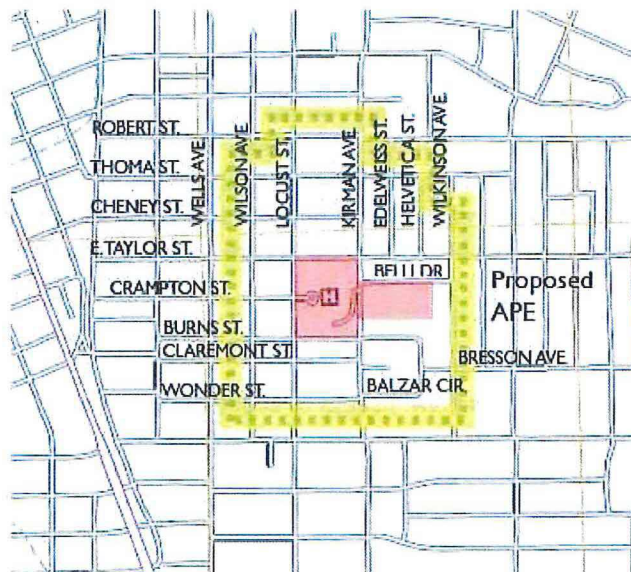 ROBERT ST.
THOMA ST.
CHENEY ST.
E.TAYLOR ST.
CRAMPTON ST.
BURNS ST.
CLAREMONT ST.
WONDER ST.
WELLS AVE.
WILSON AVE.
LOCUST ST.
KIRMAN AVE.
EDELWEISS ST.
HELVETICA ST.
WILKINSON AVE.
BELLI DR.
H
Proposed
APE
BRESSON AVE.
BALZAR CIR.